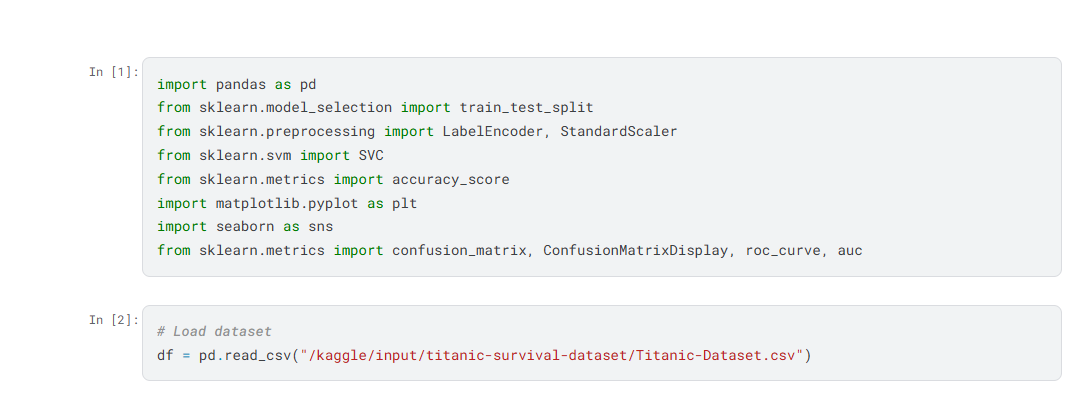 In [1]:
import pandas as pd
from sklearn.model_selection import train_test_split
from sklearn.preprocessing import LabelEncoder, StandardScaler
from sklearn.svm import SVC
from sklearn.metrics import accuracy_score
import matplotlib.pyplot as plt
import seaborn as sns
from sklearn.metrics import confusion_matrix, ConfusionMatrixDisplay, roc_curve, auc
In [2]:
# Load dataset
df = pd.read_csv("/kaggle/input/titanic-survival-dataset/Titanic-Dataset.csv")